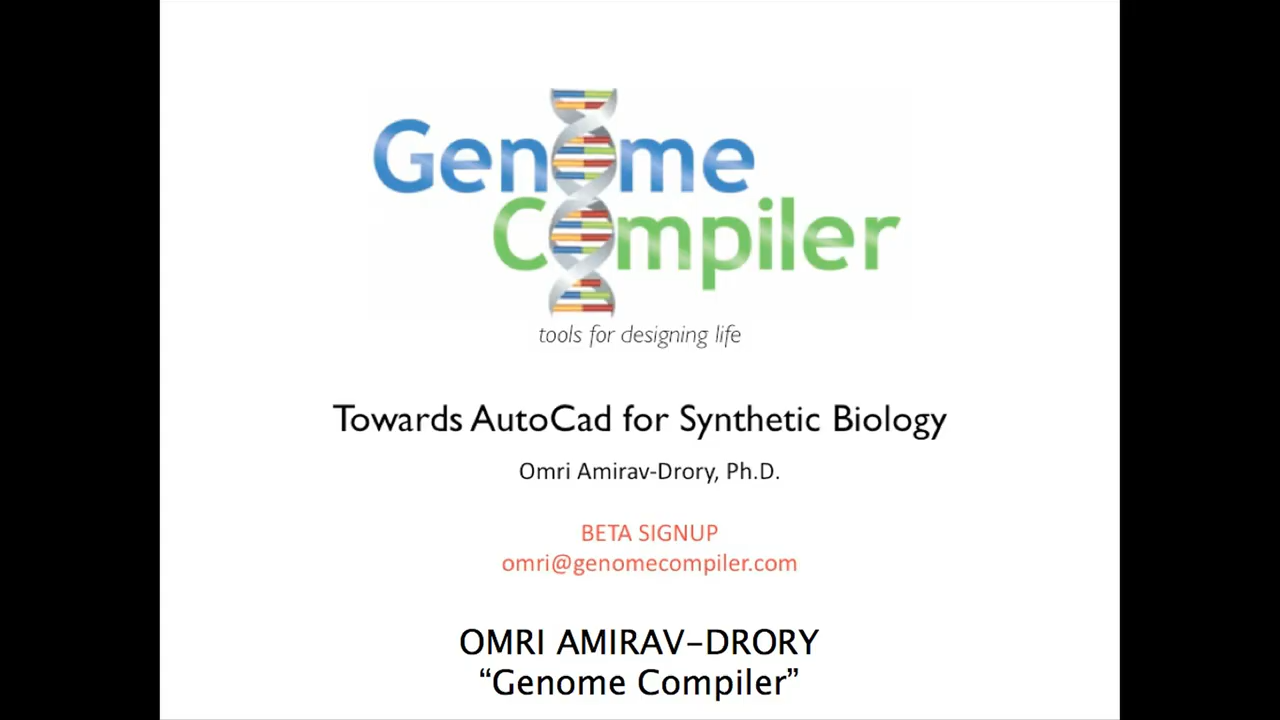 Genome
Compiler
tools for designing life
Towards AutoCad for Synthetic Biology
Omri Amirav-Drory, Ph.D.
BETA SIGNUP
omri@genomecompiler.com
OMRI AMIRAV-DRORY
“Genome Compiler”